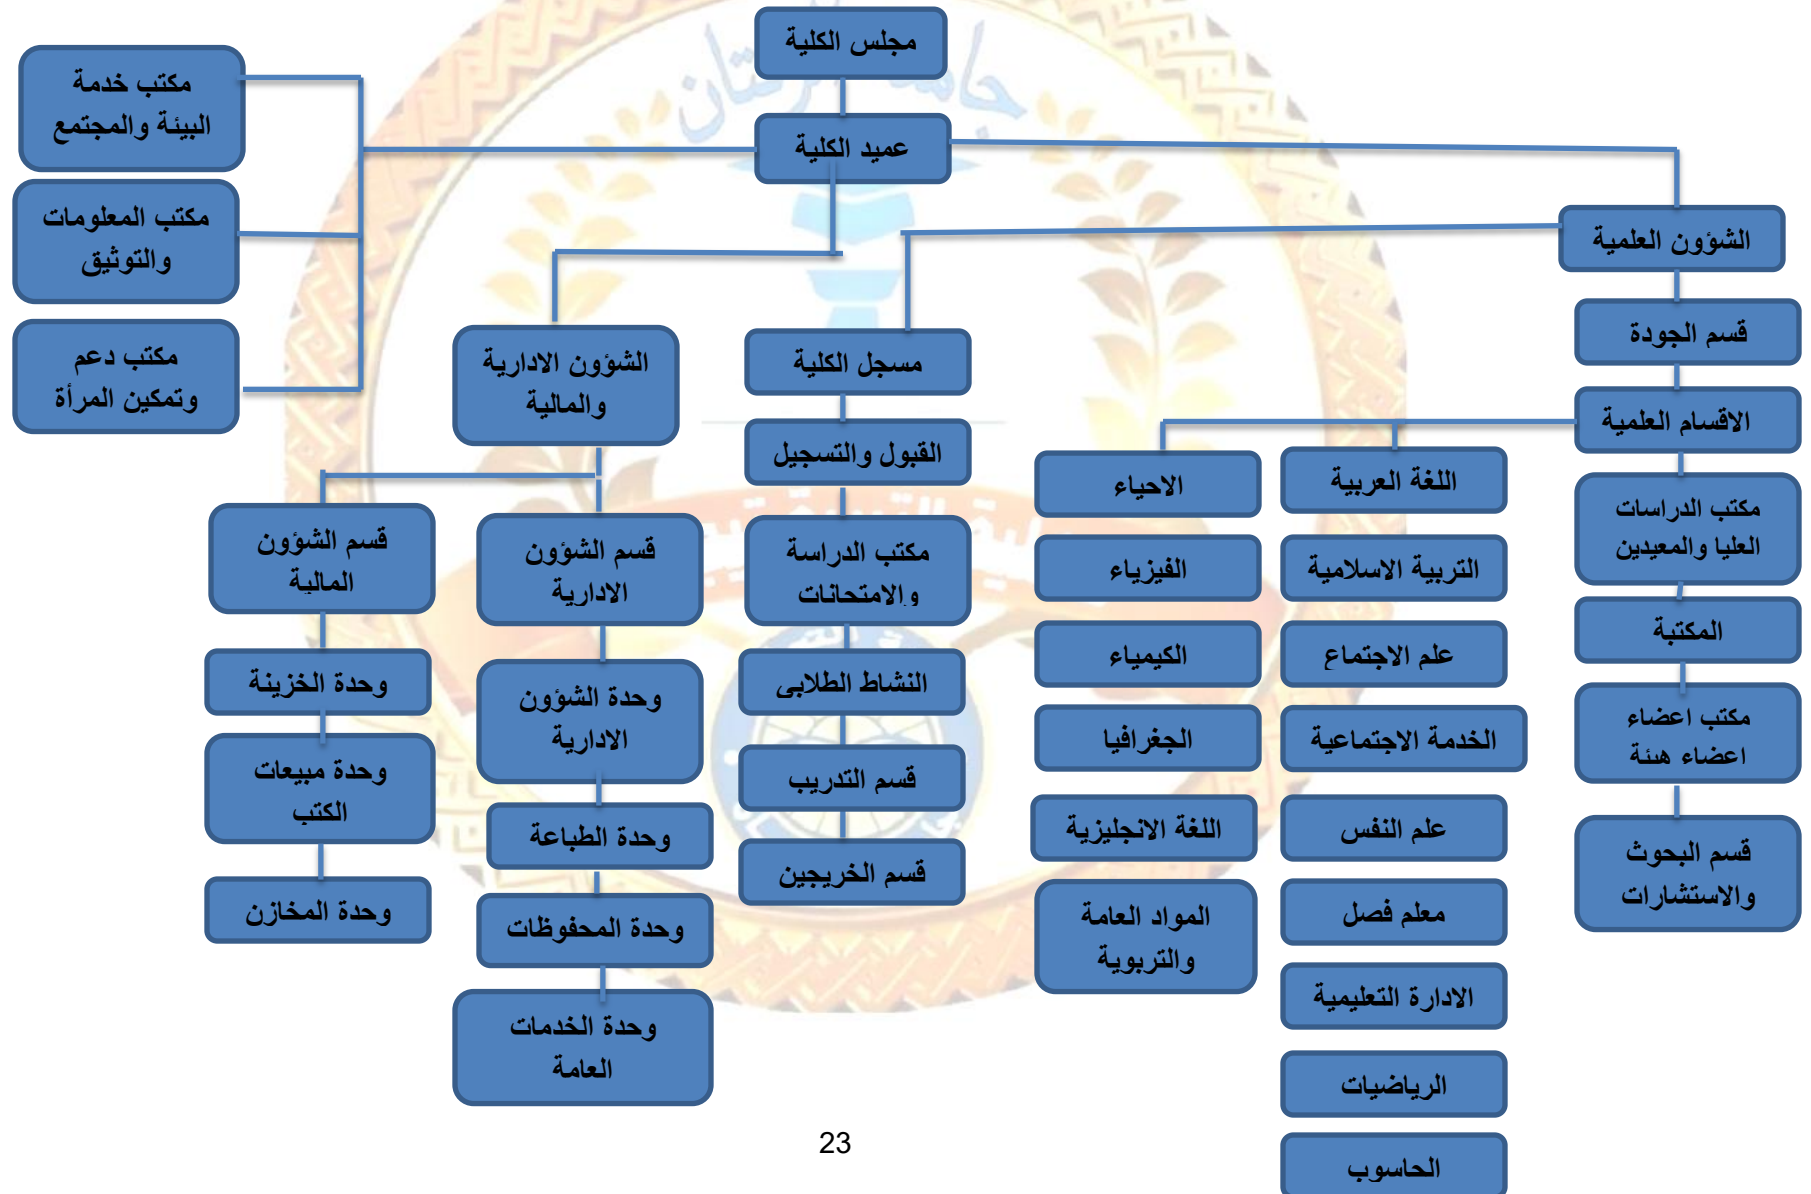 مجلس الكلية
عميد الكلية
مكتب خدمة
البيئة والمجتمع
مكتب المعلومات
والتوثيق
مكتب دعم
وتمكين المرأة
الشؤون العلمية
قسم الجودة
الاقسام العلمية
مكتب الدراسات
العليا والمعيدين
المكتبة
مكتب اعضاء
اعضاء هيئة
قسم البحوث
والاستشارات
اللغة العربية
التربية الاسلامية
علم الاجتماع
الخدمة الاجتماعية
علم النفس
معلم فصل
الادارة التعليمية
الرياضيات
الحاسوب
الاحياء
الفيزياء
الكيمياء
الجغرافيا
اللغة الانجليزية
المواد العامة
والتربوية
مسجل الكلية
القبول والتسجيل
مكتب الدراسة
والامتحانات
النشاط الطلابي
قسم التدريب
قسم الخريجين
الشؤون الادارية
والمالية
قسم الشؤون
الادارية
وحدة الشؤون
الادارية
وحدة الطباعة
وحدة المحفوظات
وحدة الخدمات
العامة
قسم الشؤون
المالية
وحدة الخزينة
وحدة مبيعات
الكتب
وحدة المخازن
23